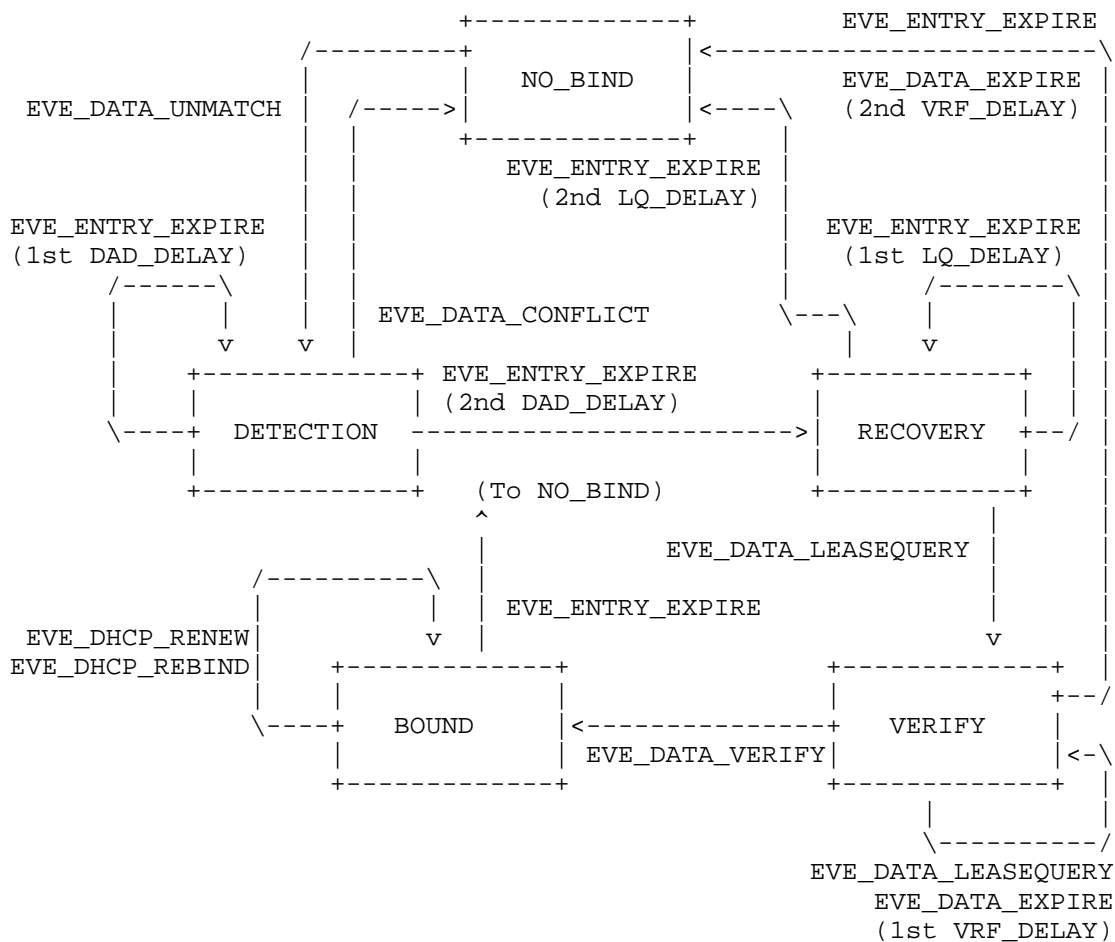 EVE_ENTRY_EXPIRE
NO_BIND
EVE_DATA_EXPIRE
EVE_DATA_UNMATCH
(2nd VRF_DELAY)
EVE_ENTRY_EXPIRE
(2nd LQ_DELAY)
EVE_ENTRY_EXPIRE
(1st DAD_DELAY)
EVE_ENTRY_EXPIRE
(1st LQ_DELAY)
EVE_DATA_CONFLICT
EVE_ENTRY_EXPIRE
(2nd DAD_DELAY)
DETECTION
RECOVERY
(To NO_BIND)
EVE_DATA_LEASEQUERY
EVE_ENTRY_EXPIRE
EVE_DHCP_RENEW
EVE_DHCP_REBIND
BOUND
VERIFY
EVE_DATA_VERIFY
EVE_DATA_LEASEQUERY
EVE_DATA_EXPIRE
(1st VRF_DELAY)